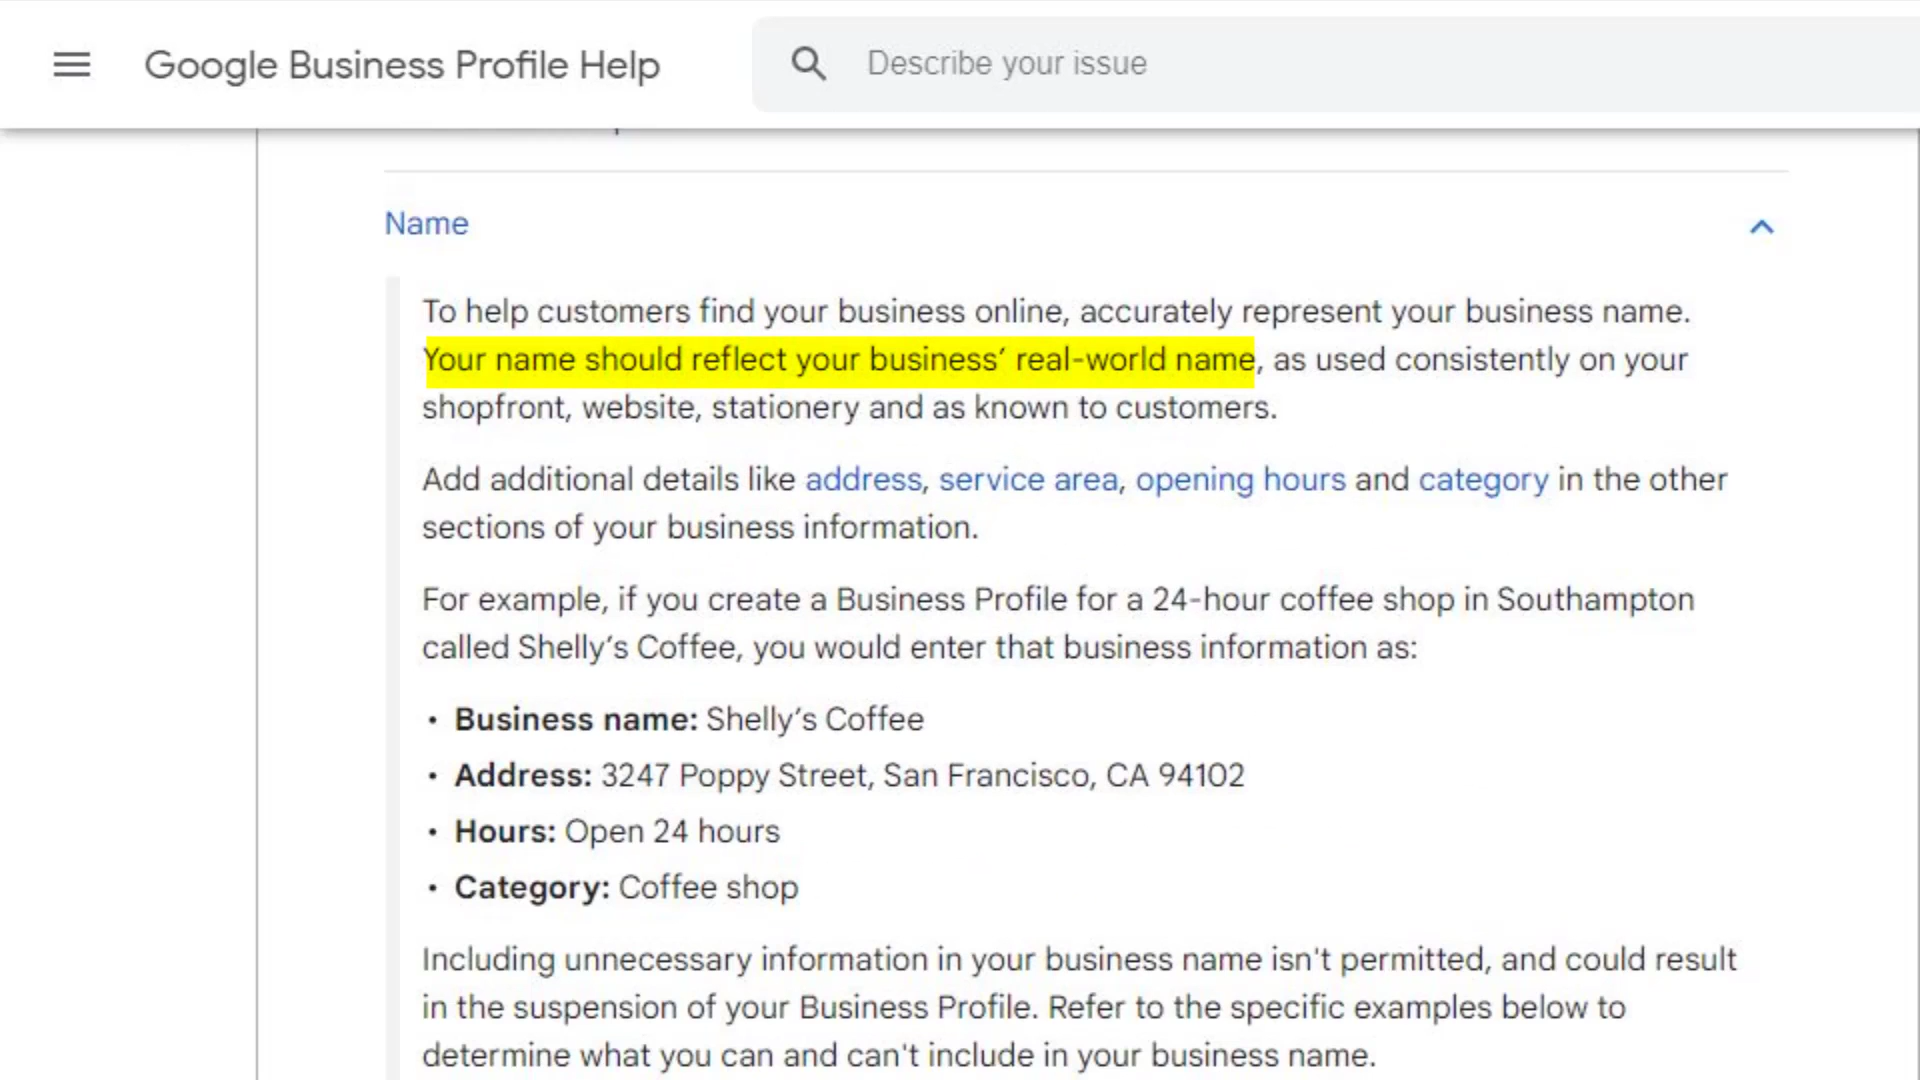 Google Business Profile Help
Describe your issue
Name
To help customers find your business online, accurately represent your business name.
Your name should reflect your business’ real-world name, as used consistently on your
shopfront, website, stationery and as known to customers.
Add additional details like address, service area, opening hours and category in the other
sections of your business information.
For example, if you create a Business Profile for a 24-hour coffee shop in Southampton
called Shelly’s Coffee, you would enter that business information as:
• Business name: Shelly’s Coffee
• Address: 3247 Poppy Street, San Francisco, CA 94102
• Hours: Open 24 hours
• Category: Coffee shop
Including unnecessary information in your business name isn't permitted, and could result
in the suspension of your Business Profile. Refer to the specific examples below to
determine what you can and can't include in your business name.